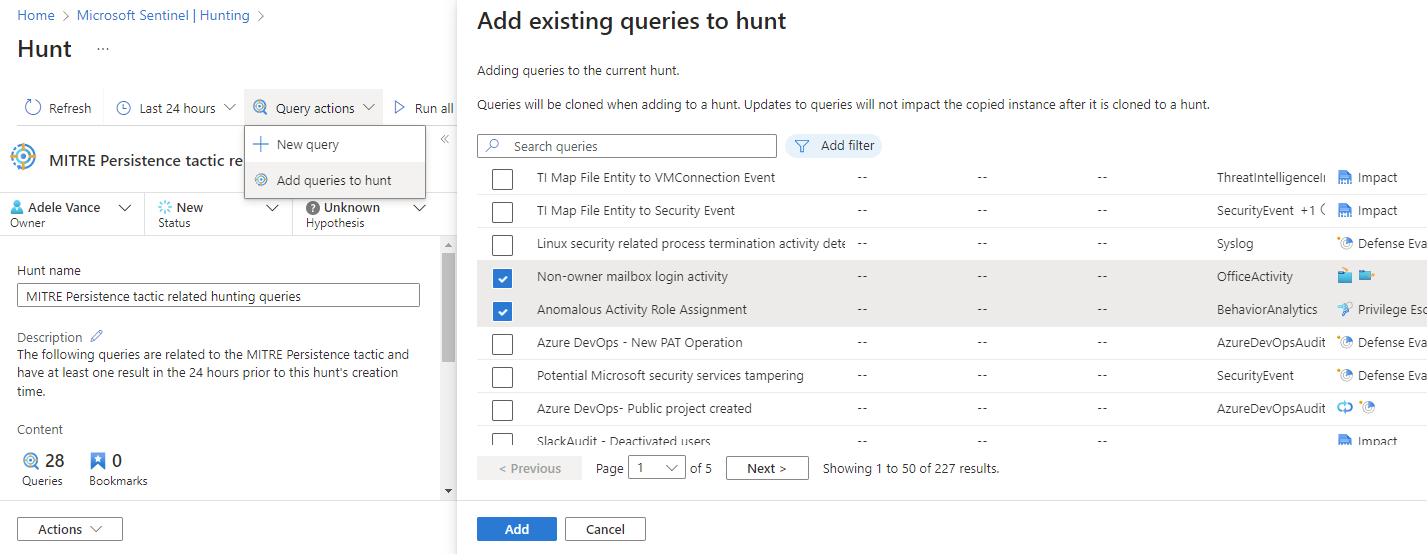 Home > Microsoft Sentinel | Hunting >
Hunt ...
Refresh
Last 24 hours
Query actions
Run all
New query
Add queries to hunt
MITRE Persistence tactic re
Adele Vance
Owner
New
Status
Unknown
Hypothesis
Hunt name
MITRE Persistence tactic related hunting queries
Description
The following queries are related to the MITRE Persistence tactic and
have at least one result in the 24 hours prior to this hunt's creation
time.
Content
28
Queries
0
Bookmarks
Actions
Add existing queries to hunt
Adding queries to the current hunt.
Queries will be cloned when adding to a hunt. Updates to queries will not impact the copied instance after it is cloned to a hunt.
Search queries
Add filter
TI Map File Entity to VMConnection Event -- -- -- ThreatIntelligenceI Impact
TI Map File Entity to Security Event -- -- -- SecurityEvent +1 Impact
Linux security related process termination activity dete -- -- -- Syslog Defense Eva
Non-owner mailbox login activity -- -- -- OfficeActivity
Anomalous Activity Role Assignment -- -- -- BehaviorAnalytics Privilege Esc
Azure DevOps - New PAT Operation -- -- -- AzureDevOpsAudit Defense Eva
Potential Microsoft security services tampering -- -- -- SecurityEvent Defense Eva
Azure DevOps- Public project created -- -- -- AzureDevOpsAudit
SlackAudit - Deactivated users Impact
< Previous
Page 1 of 5
Next >
Showing 1 to 50 of 227 results.
Add
Cancel